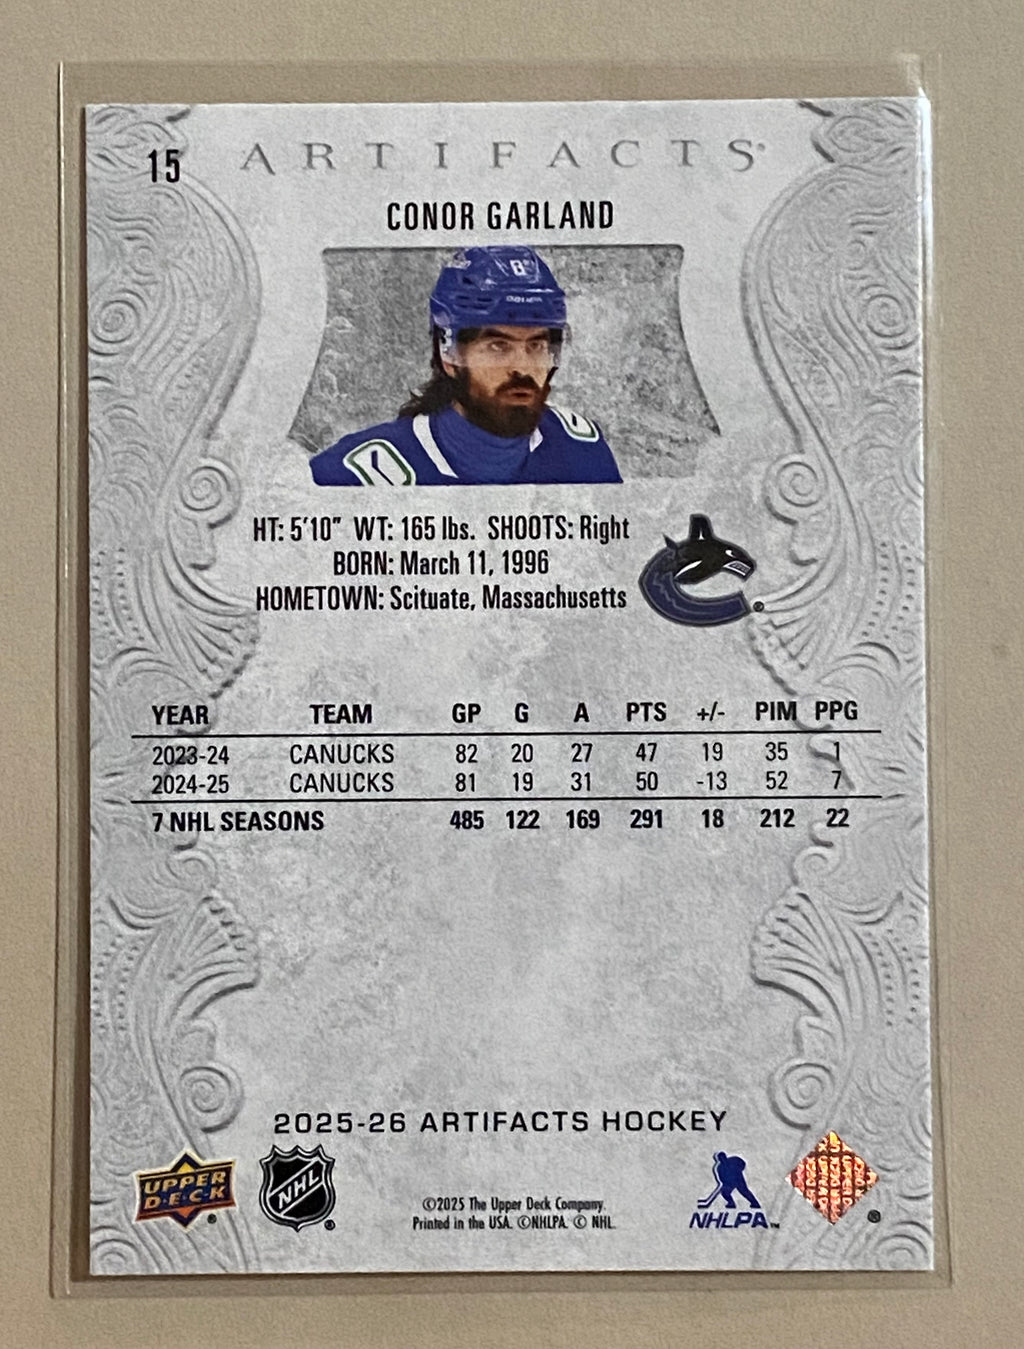 15
ARTIFACTS®
CONOR GARLAND
HT: 5'10" WT: 165 lbs. SHOOTS: Right
BORN: March 11, 1996
HOMETOWN: Scituate, Massachusetts
®
YEAR TEAM GP G A PTS +/- PIM PPG
2023-24 CANUCKS 82 20 27 47 19 35 1
2024-25 CANUCKS 81 19 31 50 -13 52 7
7 NHL SEASONS 485 122 169 291 18 212 22
2025-26 ARTIFACTS HOCKEY
UPPER
D·E·C·K
®
NHL
®
©2025 The Upper Deck Company.
Printed in the USA. ©NHLPA. © NHL.
NHLPA™
®